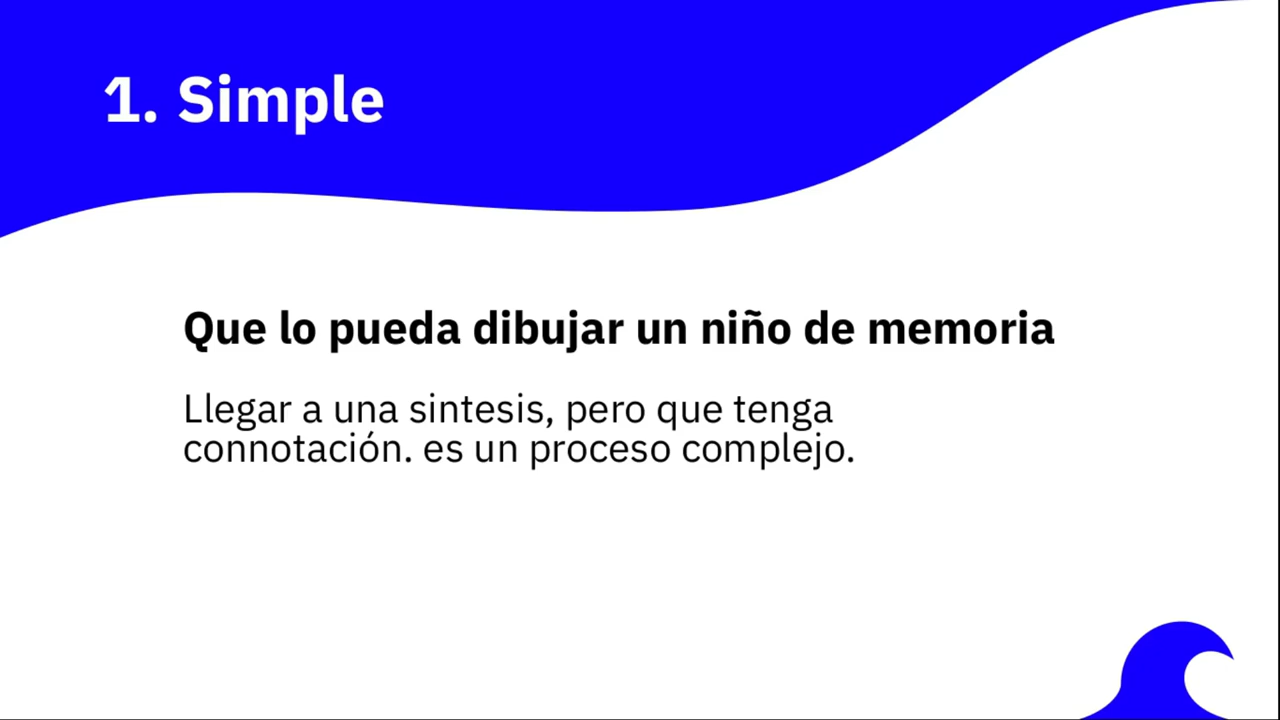 1. Simple
Que lo pueda dibujar un niño de memoria
Llegar a una sintesis, pero que tenga
connotación. es un proceso complejo.